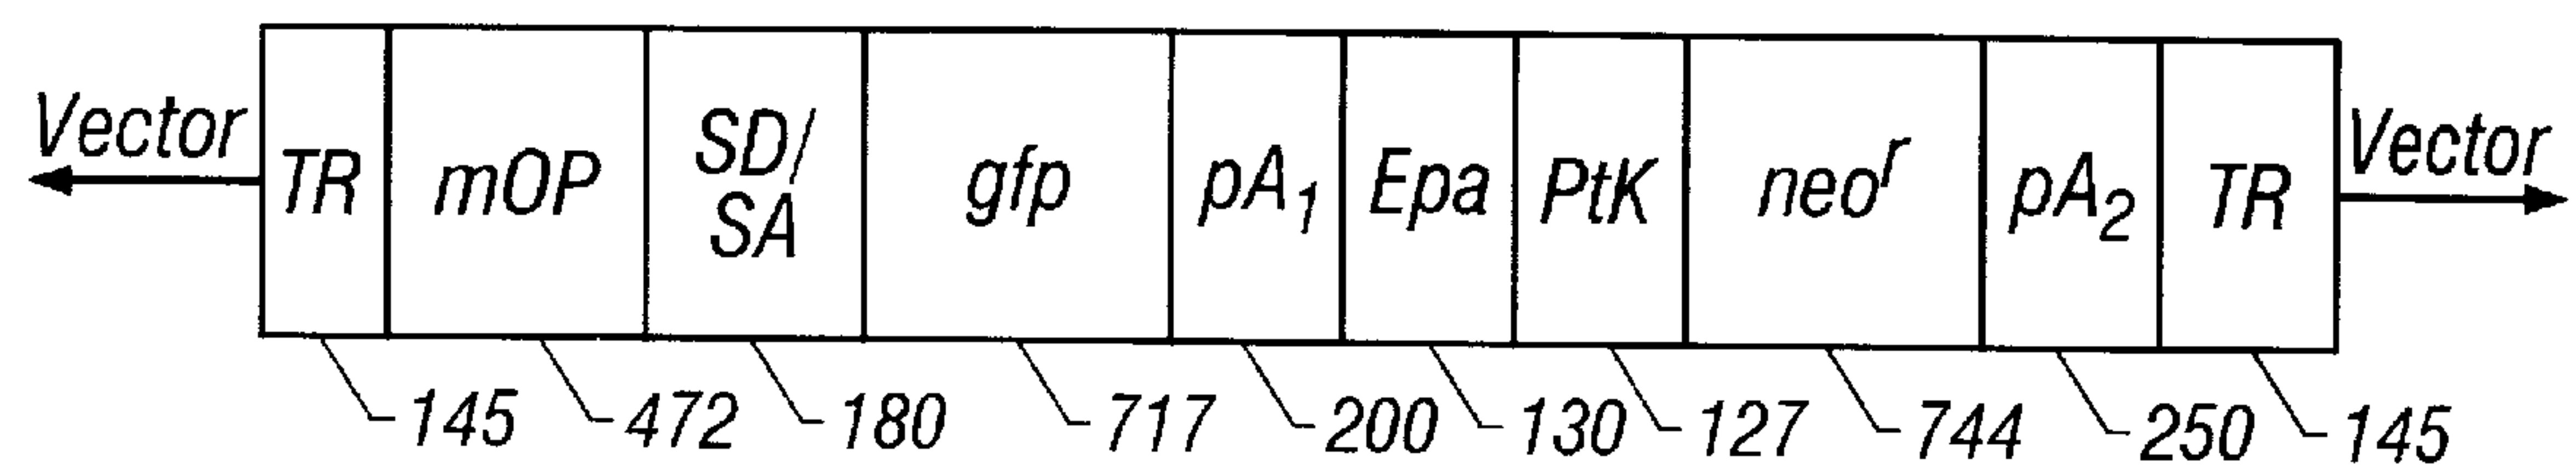 Vector TR mOP SD/ SA gfp pA1 Epa PtK neo^r pA2 TR Vector
145 472 180 717 200 130 127 744 250 145